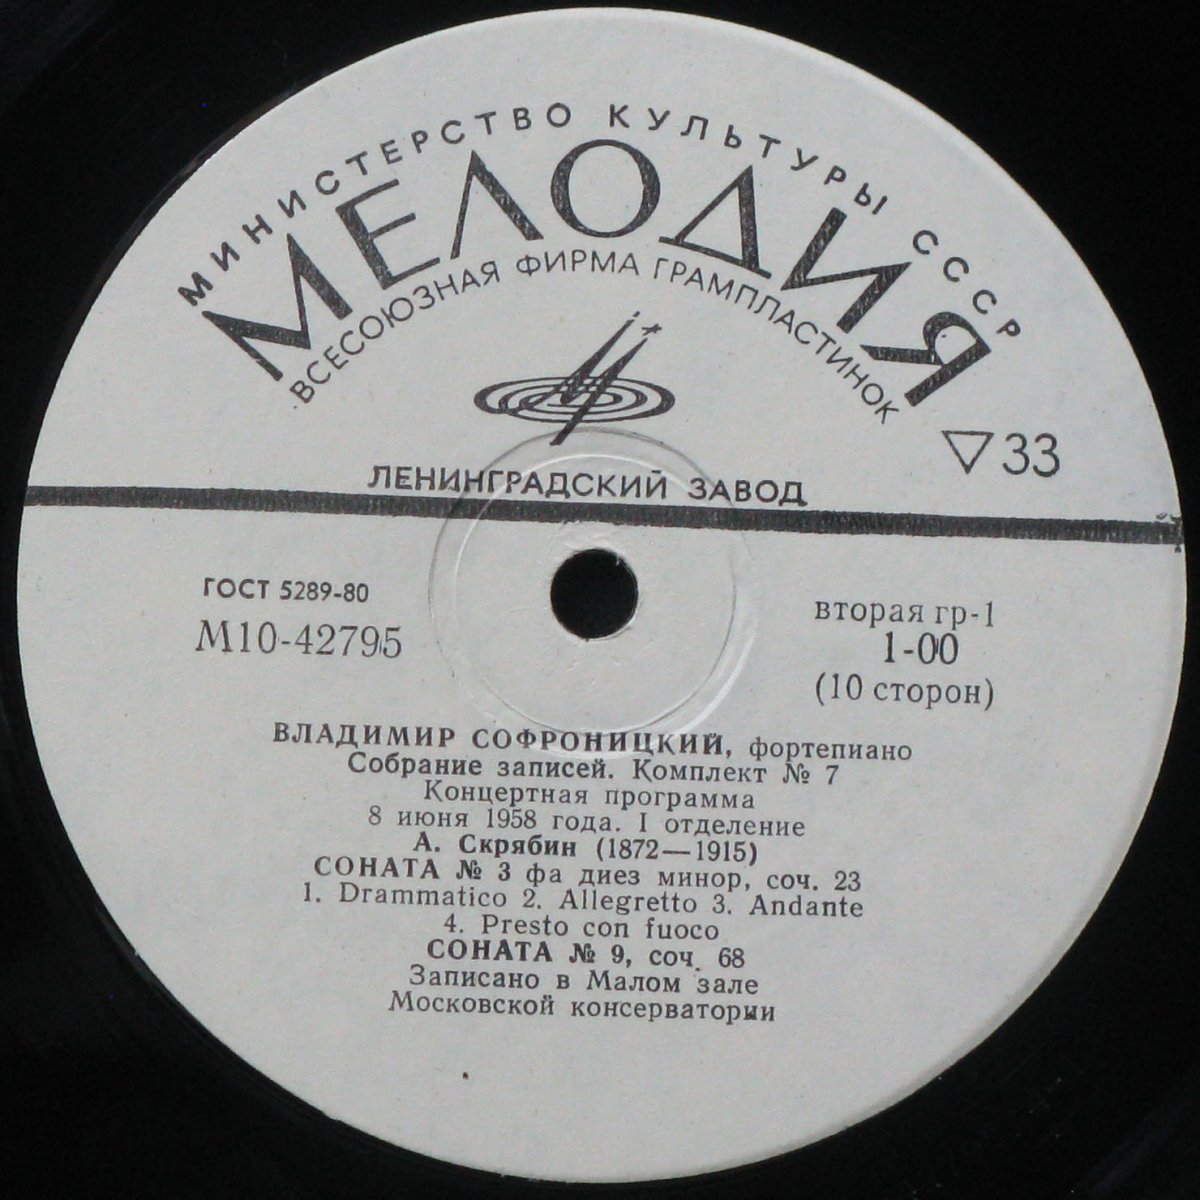 МИНИСТЕРСТВО КУЛЬТУРЫ СССР
МЕЛОДИЯ
ВСЕСОЮЗНАЯ ФИРМА ГРАМПЛАСТИНОК
▽33
ЛЕНИНГРАДСКИЙ ЗАВОД
ГОСТ 5289-80
М10-42795
вторая гр-1
1-00
(10 сторон)
ВЛАДИМИР СОФРОНИЦКИЙ, фортепиано
Собрание записей. Комплект № 7
Концертная программа
8 июня 1958 года. I отделение
А. Скрябин (1872—1915)
СОНАТА № 3 фа диез минор, соч. 23
1. Drammatico 2. Allegretto 3. Andante
4. Presto con fuoco
СОНАТА № 9, соч. 68
Записано в Малом зале
Московской консерватории